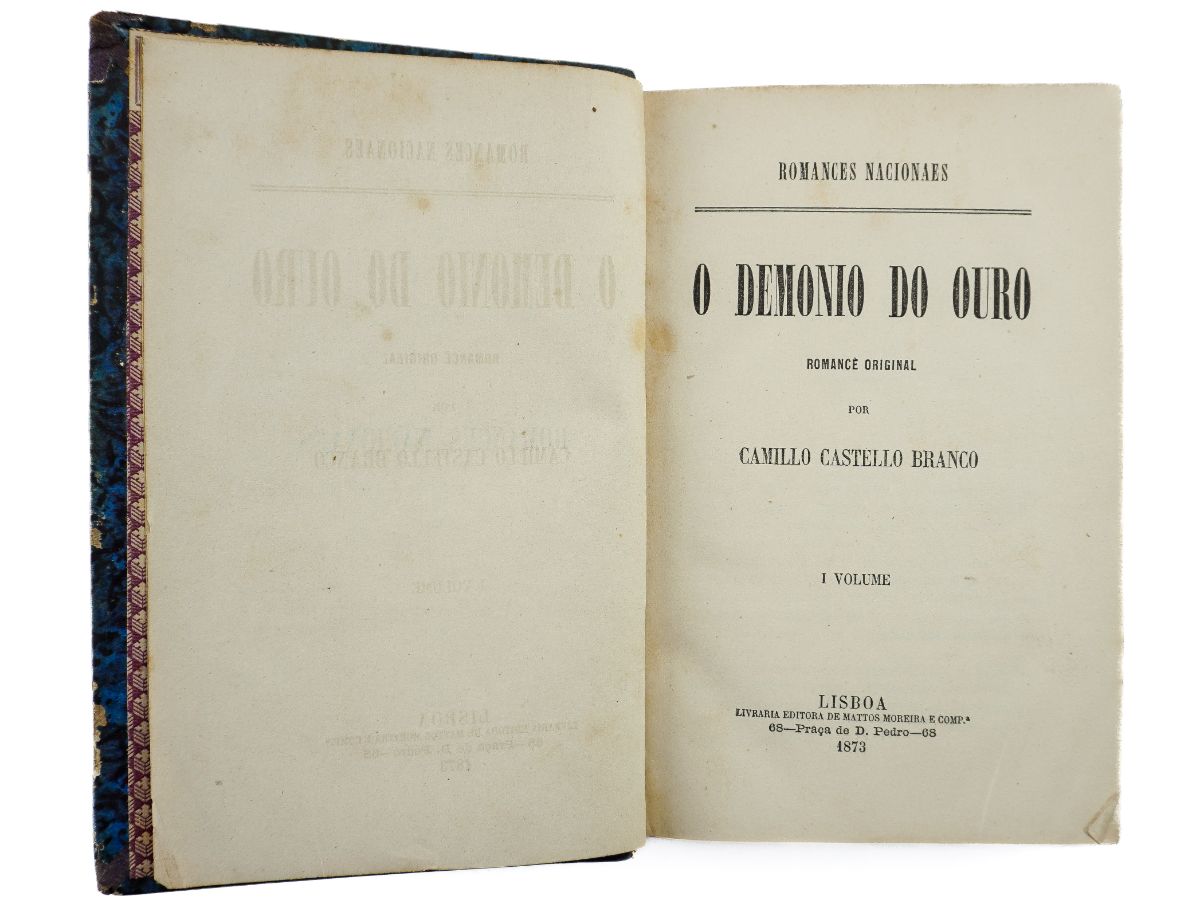 ROMANCES NACIONAES
O DEMONIO DO OURO
ROMANCE ORIGINAL
POR
CAMILLO CASTELLO BRANCO
I VOLUME
LISBOA
LIVRARIA EDITORA DE MATTOS MOREIRA E COMP.ª
68—Praça de D. Pedro—68
1873